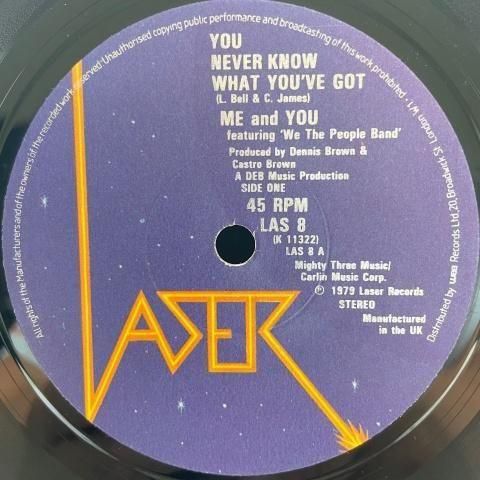 All rights of the Manufacturers and of the owners of the recorded work reserved·Unauthorised copying public performance and broadcasting of this work prohibited·
Distributed by wea Records Ltd, 20, Broadwick St. London W·1·
YOU
NEVER KNOW
WHAT YOU'VE GOT
(L. Bell & C. James)
ME and YOU
featuring 'We The People Band'
Produced by Dennis Brown &
Castro Brown
A DEB Music Production
SIDE ONE
45 RPM
LAS 8
(K 11322)
LAS 8 A
Mighty Three Music/
Carlin Music Corp.
℗ 1979 Laser Records
STEREO
Manufactured
in the UK
LASER